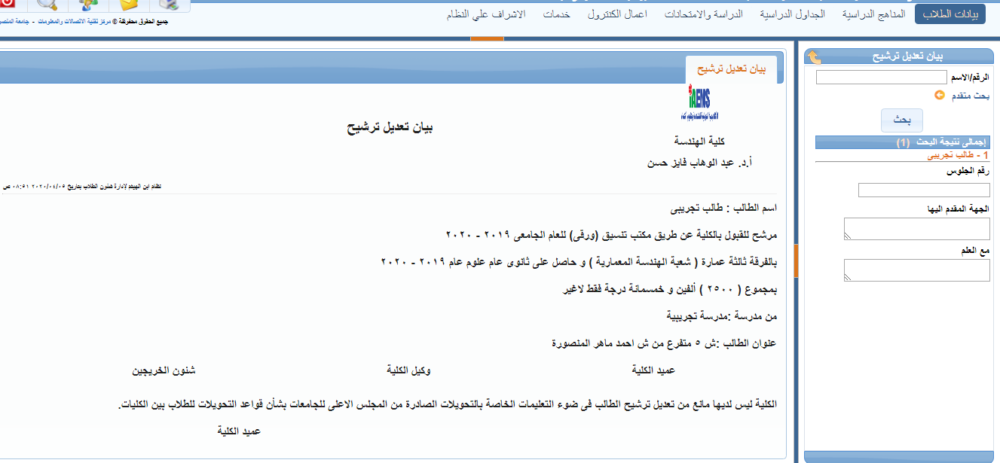 بيانات الطلاب
المناهج الدراسية
الجداول الدراسية
الدراسة والامتحانات
اعمال الكنترول
خدمات
الاشراف علي النظام
جميع الحقوق محفوظة © مركز تقنية الاتصالات والمعلومات - جامعة
بيان تعديل ترشيح
الرقم/الاسم
بحث متقدم
بحث
إجمالى نتيجة البحث (1)
1 - طالب تجريبى
رقم الجلوس
الجهة المقدم اليها
مع العلم
بيان تعديل ترشيح
iAEMS
بيان تعديل ترشيح
كلية الهندسة
أ.د. عبد الوهاب فايز حسن
نظام ابن الهيثم لإدارة شئون الطلاب بتاريخ ٢٠٢٠/٠٤/٠٥ ٠٨:٥١ ص
اسم الطالب : طالب تجريبى
مرشح للقبول بالكلية عن طريق مكتب تنسيق (ورقى) للعام الجامعى ٢٠١٩ - ٢٠٢٠
بالفرقة ثالثة عمارة ( شعبة الهندسة المعمارية ) و حاصل على ثانوى عام علوم عام ٢٠١٩ - ٢٠٢٠
بمجموع ( ٢٥٠٠ ) ألفين و خمسمائة درجة فقط لاغير
من مدرسة :مدرسة تجريبية
عنوان الطالب :ش ٥ متفرع من ش احمد ماهر المنصورة
عميد الكلية
وكيل الكلية
شئون الخريجين
الكلية ليس لديها مانع من تعديل ترشيح الطالب فى ضوء التعليمات الخاصة بالتحويلات الصادرة من المجلس الاعلى للجامعات بشأن قواعد التحويلات للطلاب بين الكليات.
عميد الكلية